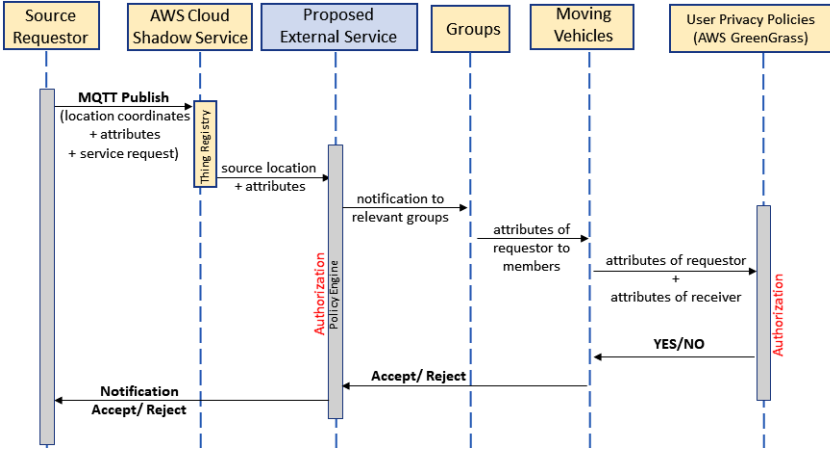 Source
Requestor
AWS Cloud
Shadow Service
Proposed
External Service
Groups
Moving
Vehicles
User Privacy Policies
(AWS GreenGrass)
MQTT Publish
(location coordinates
+ attributes
+ service request)
Thing Registry
source location
+ attributes
notification to
relevant groups
attributes of
requestor to
members
attributes of requestor
+
attributes of receiver
Authorization
Policy Engine
Authorization
YES/NO
Accept/ Reject
Notification
Accept/ Reject